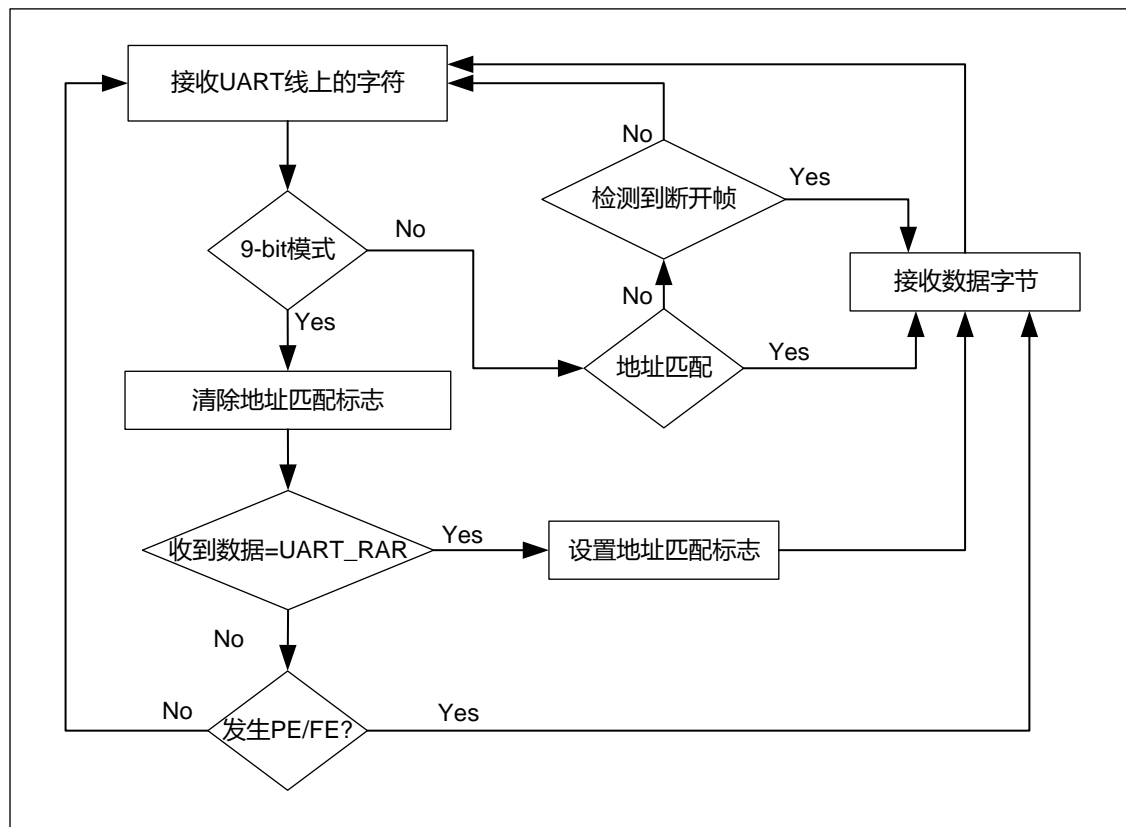 接收UART线上的字符
No
检测到断开帧
Yes
9-bit模式
No
接收数据字节
Yes
No
地址匹配
Yes
清除地址匹配标志
收到数据=UART_RAR
Yes
设置地址匹配标志
No
No
发生PE/FE?
Yes